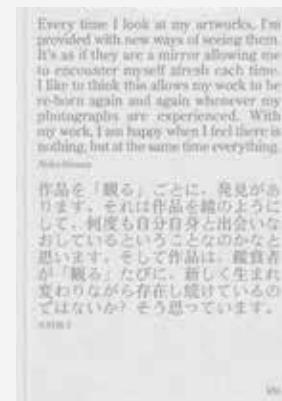 Every time I look at my artworks, I'm
provided with new ways of seeing them.
It's as if they are a mirror allowing me
to encounter myself afresh each time.
I like to think this allows my work to be
re-born again and again whenever my
photographs are experienced. With
my work, I am happy when I feel there is
nothing, but at the same time everything.
作品を「観る」ごとに、発見があ
ります。それは作品を鏡のように
して、何度も自分自身と出会いな
おしているということなのかなと
思います。そして作品は、鑑賞者
が「観る」たびに、新しく生まれ
変わりながら存在し続けているの
ではないか？そう思っています。